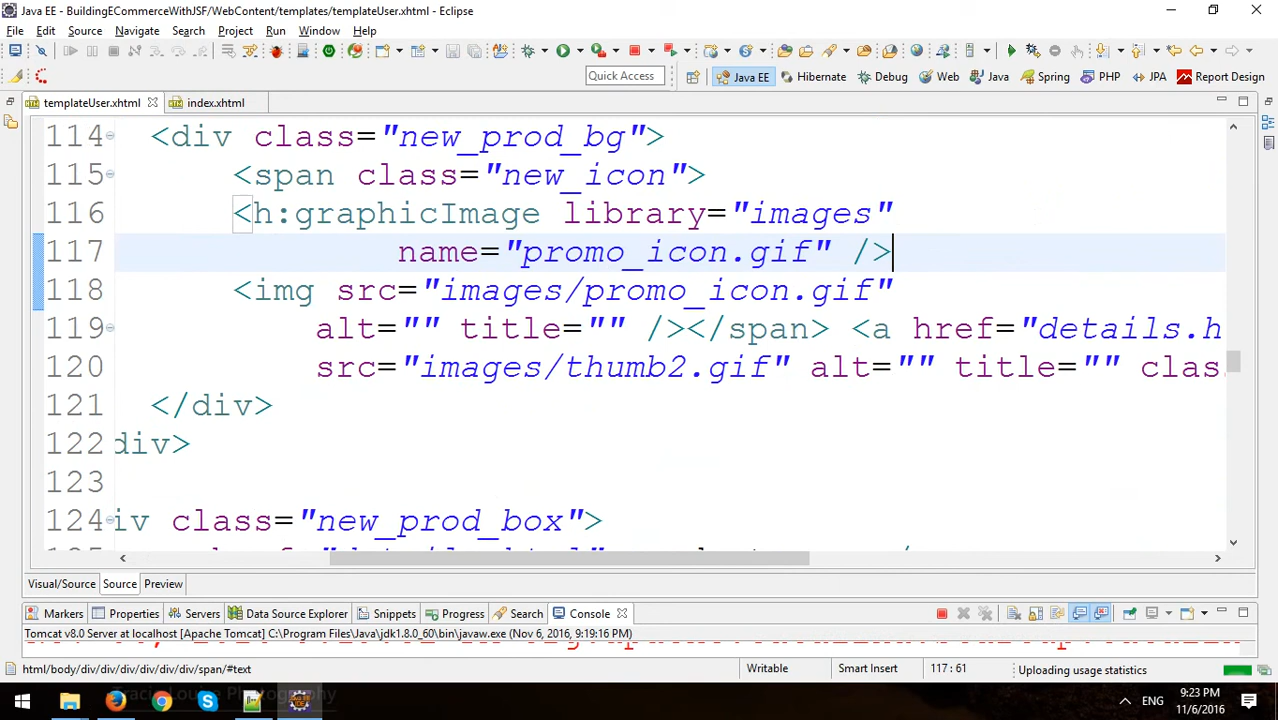 Java EE - BuildingECommerceWithJSF/WebContent/templates/templateUser.xhtml - Eclipse
File Edit Source Navigate Search Project Run Window Help
Quick Access Java EE Hibernate Debug Web Java Spring PHP JPA Report Design
templateUser.xhtml index.xhtml
114 <div class="new_prod_bg">
115 <span class="new_icon">
116 <h:graphicImage library="images"
117 name="promo_icon.gif" />
118 <img src="images/promo_icon.gif"
119 alt="" title="" /></span> <a href="details.h
120 src="images/thumb2.gif" alt="" title="" clas
121 </div>
122 div>
123
124 iv class="new_prod_box">
Visual/Source Source Preview
Markers Properties Servers Data Source Explorer Snippets Progress Search Console
Tomcat v8.0 Server at localhost [Apache Tomcat] C:\Program Files\Java\jdk1.8.0_60\bin\javaw.exe (Nov 6, 2016, 9:19:16 PM)
html/body/div/div/div/div/div/div/span/#text Writable Smart Insert 117 : 61 Uploading usage statistics
Photography
ENG 9:23 PM
11/6/2016